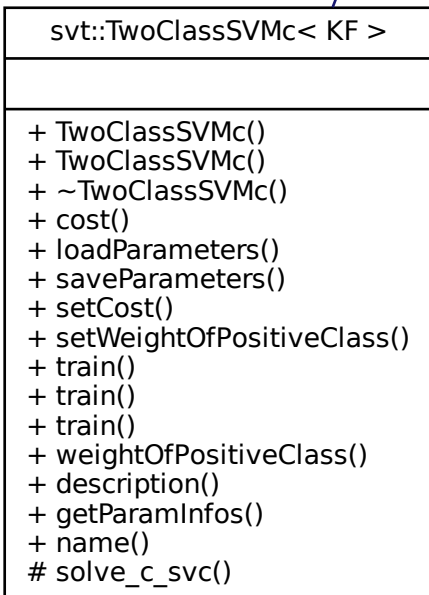 svt::TwoClassSVMc< KF >
+ TwoClassSVMc()
+ TwoClassSVMc()
+ ~TwoClassSVMc()
+ cost()
+ loadParameters()
+ saveParameters()
+ setCost()
+ setWeightOfPositiveClass()
+ train()
+ train()
+ train()
+ weightOfPositiveClass()
+ description()
+ getParamInfos()
+ name()
# solve_c_svc()